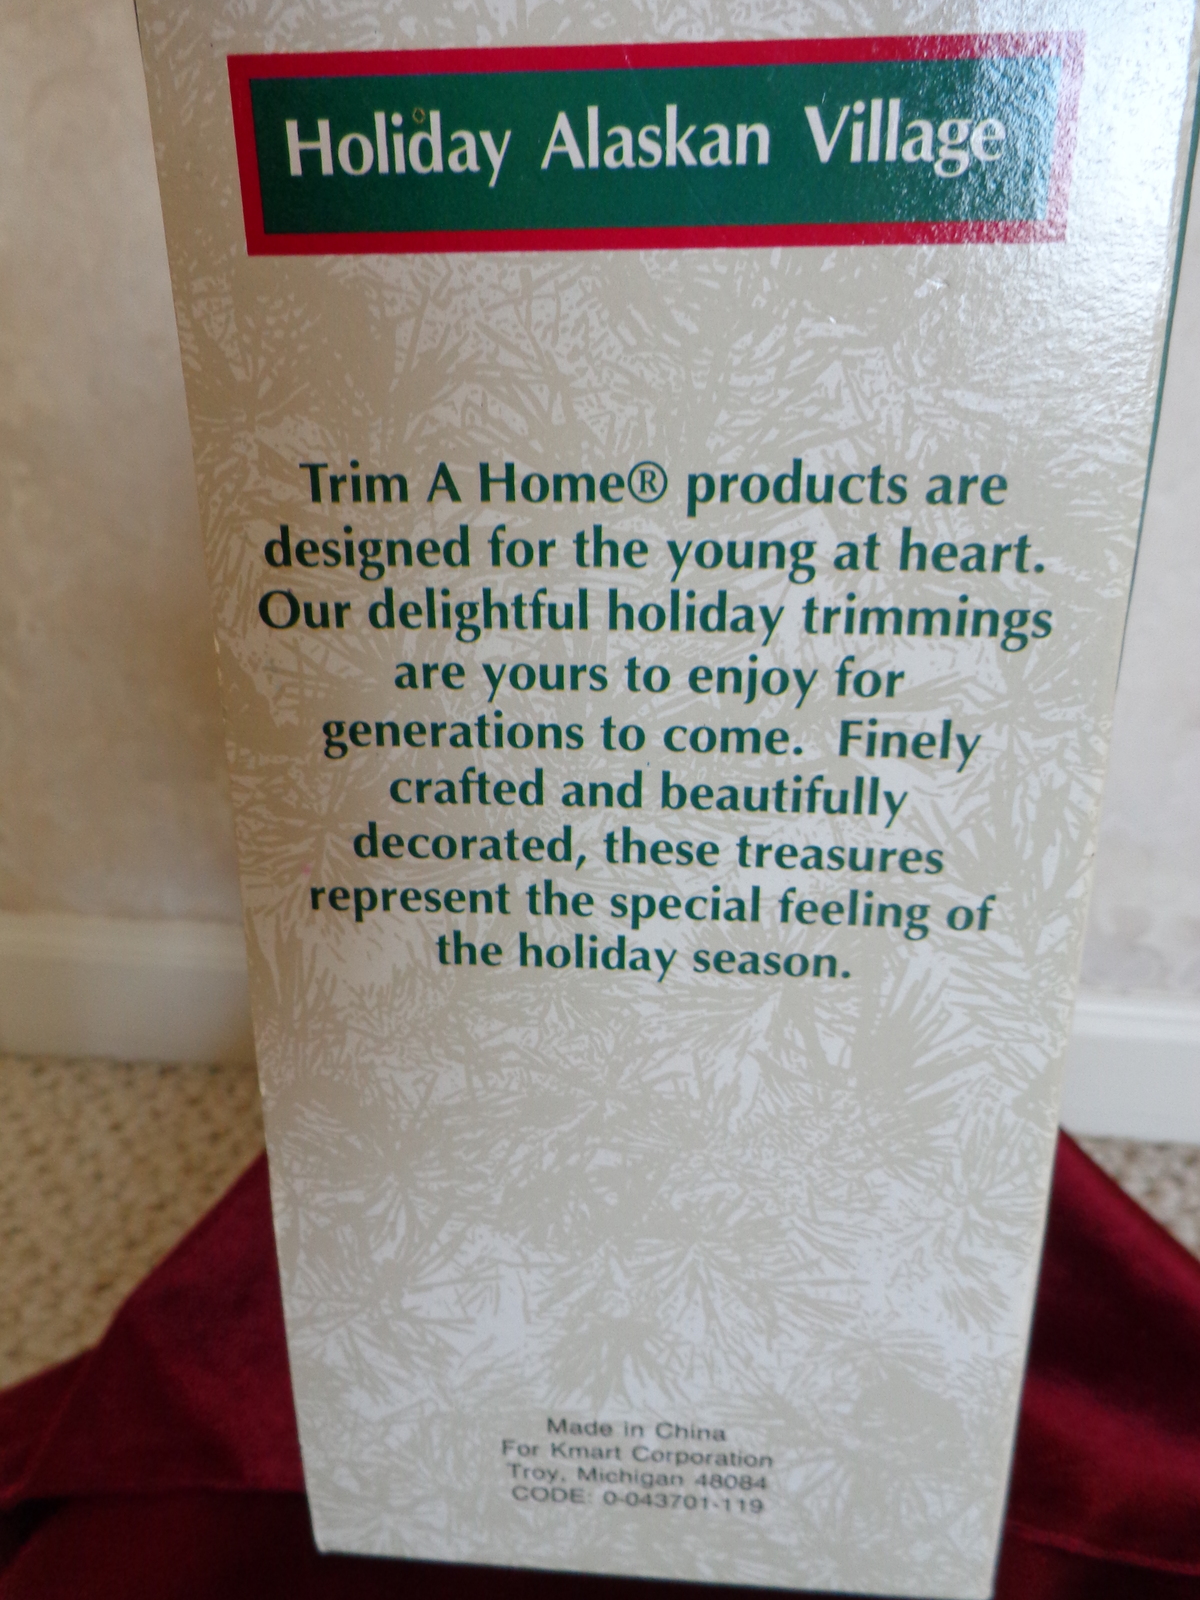 Holiday Alaskan Village
Trim A Home® products are
designed for the young at heart.
Our delightful holiday trimmings
are yours to enjoy for
generations to come. Finely
crafted and beautifully
decorated, these treasures
represent the special feeling of
the holiday season.
Made in China
For Kmart Corporation
Troy, Michigan 48084
CODE: 0-043701-119